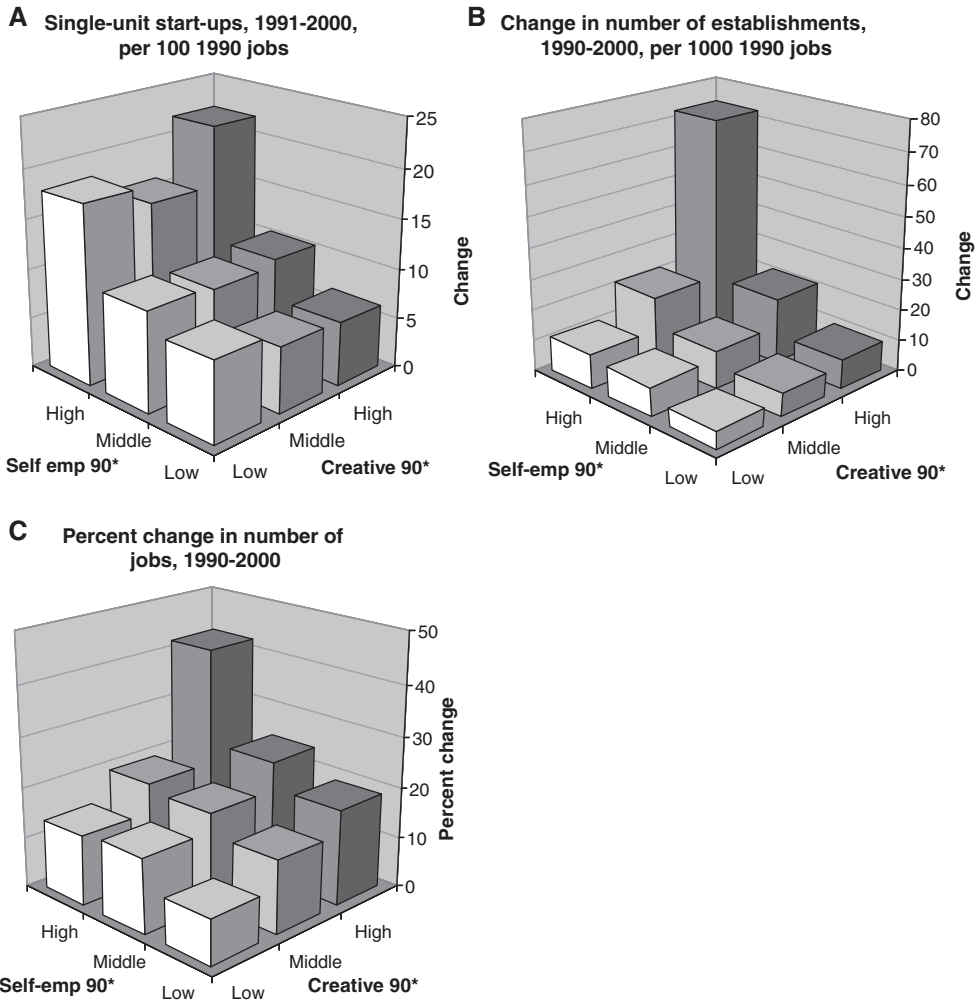 A
Single-unit start-ups, 1991-2000,
per 100 1990 jobs
25
20
15
10
5
0
Change
High
Middle
Low
Self emp 90*
Low
Middle
High
Creative 90*
B
Change in number of establishments,
1990-2000, per 1000 1990 jobs
80
70
60
50
40
30
20
10
0
Change
High
Middle
Low
Self-emp 90*
Low
Middle
High
Creative 90*
C
Percent change in number of
jobs, 1990-2000
50
40
30
20
10
0
Percent change
High
Middle
Low
Self-emp 90*
Low
Middle
High
Creative 90*